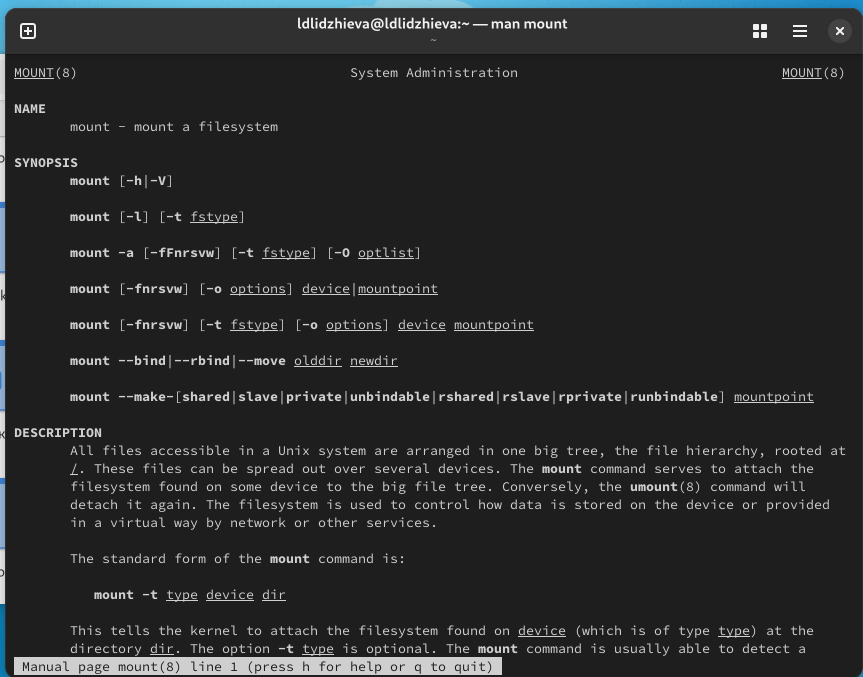 ldlidzhieva@ldlidzhieva:~ — man mount
~
MOUNT(8) System Administration MOUNT(8)
NAME
mount - mount a filesystem
SYNOPSIS
mount [-h|-V]
mount [-l] [-t fstype]
mount -a [-fFnrsvw] [-t fstype] [-O optlist]
mount [-fnrsvw] [-o options] device|mountpoint
mount [-fnrsvw] [-t fstype] [-o options] device mountpoint
mount --bind|--rbind|--move olddir newdir
mount --make-[shared|slave|private|unbindable|rshared|rslave|rprivate|runbindable] mountpoint
DESCRIPTION
All files accessible in a Unix system are arranged in one big tree, the file hierarchy, rooted at
/. These files can be spread out over several devices. The mount command serves to attach the
filesystem found on some device to the big file tree. Conversely, the umount(8) command will
detach it again. The filesystem is used to control how data is stored on the device or provided
in a virtual way by network or other services.
The standard form of the mount command is:
mount -t type device dir
This tells the kernel to attach the filesystem found on device (which is of type type) at the
directory dir. The option -t type is optional. The mount command is usually able to detect a
Manual page mount(8) line 1 (press h for help or q to quit)